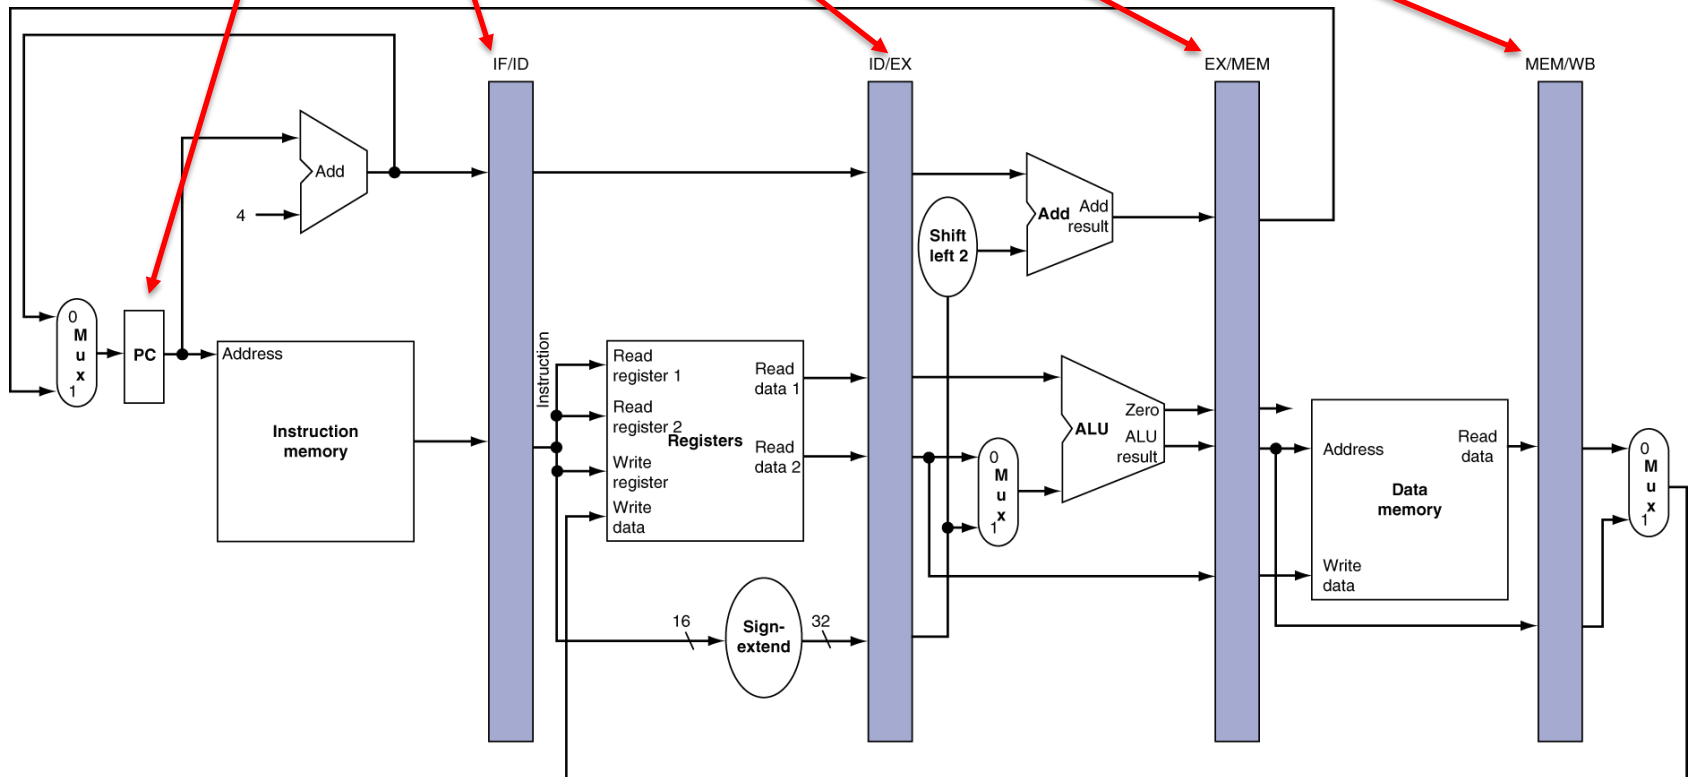 IF/ID
ID/EX
EX/MEM
MEM/WB
Add
4
Add
Add
result
Shift
left 2
0
M
u
x
1
PC
Address
Instruction
memory
Instruction
Read
register 1
Read
register 2
Write
register
Write
data
Registers
Read
data 1
Read
data 2
16
Sign-
extend
32
0
M
u
x
1
Zero
ALU
ALU
result
Address
Read
data
Data
memory
Write
data
0
M
u
x
1